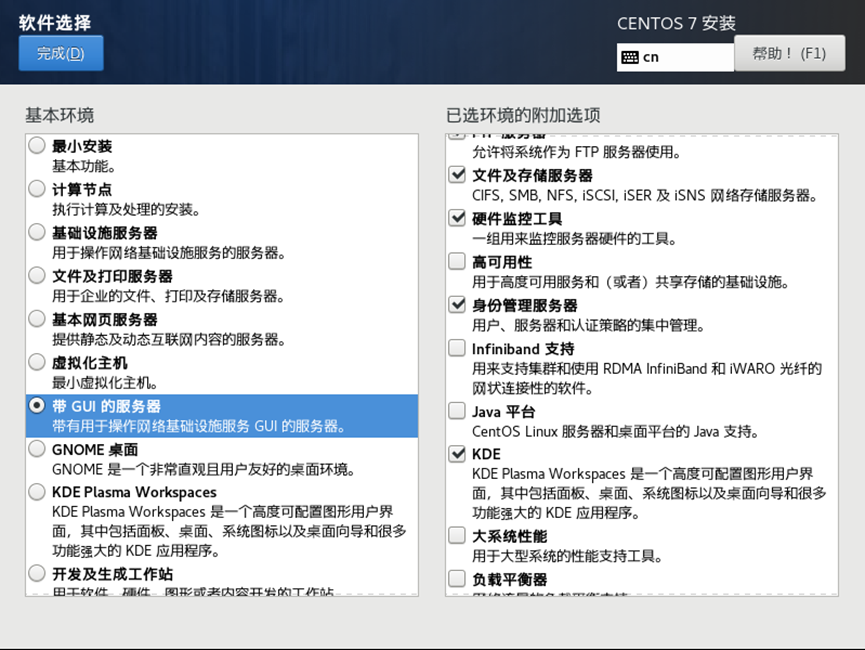 软件选择
完成(D)
CENTOS 7 安装
cn
帮助！ (F1)
基本环境
最小安装
基本功能。
计算节点
执行计算及处理的安装。
基础设施服务器
用于操作网络基础设施服务的服务器。
文件及打印服务器
用于企业的文件、打印及存储服务器。
基本网页服务器
提供静态及动态互联网内容的服务器。
虚拟化主机
最小虚拟化主机。
带 GUI 的服务器
带有用于操作网络基础设施服务 GUI 的服务器。
GNOME 桌面
GNOME 是一个非常直观且用户友好的桌面环境。
KDE Plasma Workspaces
KDE Plasma Workspaces 是一个高度可配置图形用户界
面，其中包括面板、桌面、系统图标以及桌面向导和很多
功能强大的 KDE 应用程序。
开发及生成工作站
用于软件、硬件、图形或者内容开发的工作站
已选环境的附加选项
FTP 服务器
允许将系统作为 FTP 服务器使用。
文件及存储服务器
CIFS, SMB, NFS, iSCSI, iSER 及 iSNS 网络存储服务器。
硬件监控工具
一组用来监控服务器硬件的工具。
高可用性
用于高度可用服务和（或者）共享存储的基础设施。
身份管理服务器
用户、服务器和认证策略的集中管理。
Infiniband 支持
用来支持集群和使用 RDMA InfiniBand 和 iWARO 光纤的
网状连接性的软件。
Java 平台
CentOS Linux 服务器和桌面平台的 Java 支持。
KDE
KDE Plasma Workspaces 是一个高度可配置图形用户界
面，其中包括面板、桌面、系统图标以及桌面向导和很多
功能强大的 KDE 应用程序。
大系统性能
用于大型系统的性能支持工具。
负载平衡器